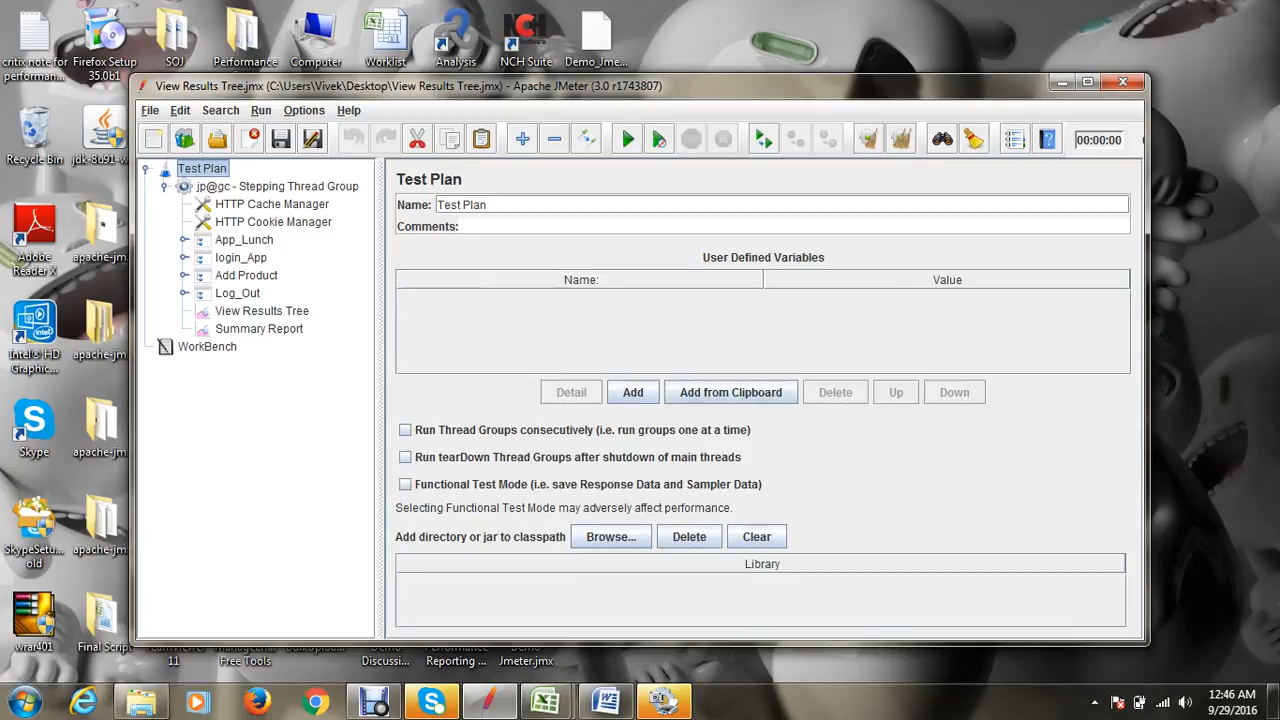 critix note for performan...
Firefox Setup 35.0b1
SOJ
Performance
Computer
Worklist
Analysis
NCH Suite
Demo_Jme...
View Results Tree.jmx (C:\Users\Vivek\Desktop\View Results Tree.jmx) - Apache JMeter (3.0 r1743807)
File Edit Search Run Options Help
00:00:00
Recycle Bin
jdk-8u91-w
Adobe Reader X
apache-jm
Intel® HD Graphic...
apache-jm
Skype
apache-jm
SkypeSetu... old
apache-jm
wrar401
Final Scrip
Test Plan
jp@gc - Stepping Thread Group
HTTP Cache Manager
HTTP Cookie Manager
App_Lunch
login_App
Add Product
Log_Out
View Results Tree
Summary Report
WorkBench
Test Plan
Name: Test Plan
Comments:
User Defined Variables
Name: Value
Detail Add Add from Clipboard Delete Up Down
Run Thread Groups consecutively (i.e. run groups one at a time)
Run tearDown Thread Groups after shutdown of main threads
Functional Test Mode (i.e. save Response Data and Sampler Data)
Selecting Functional Test Mode may adversely affect performance.
Add directory or jar to classpath Browse... Delete Clear
Library
11
Free Tools
Discussi...
Performance Reporting ...
Demo Jmeter.jmx
12:46 AM
9/29/2016